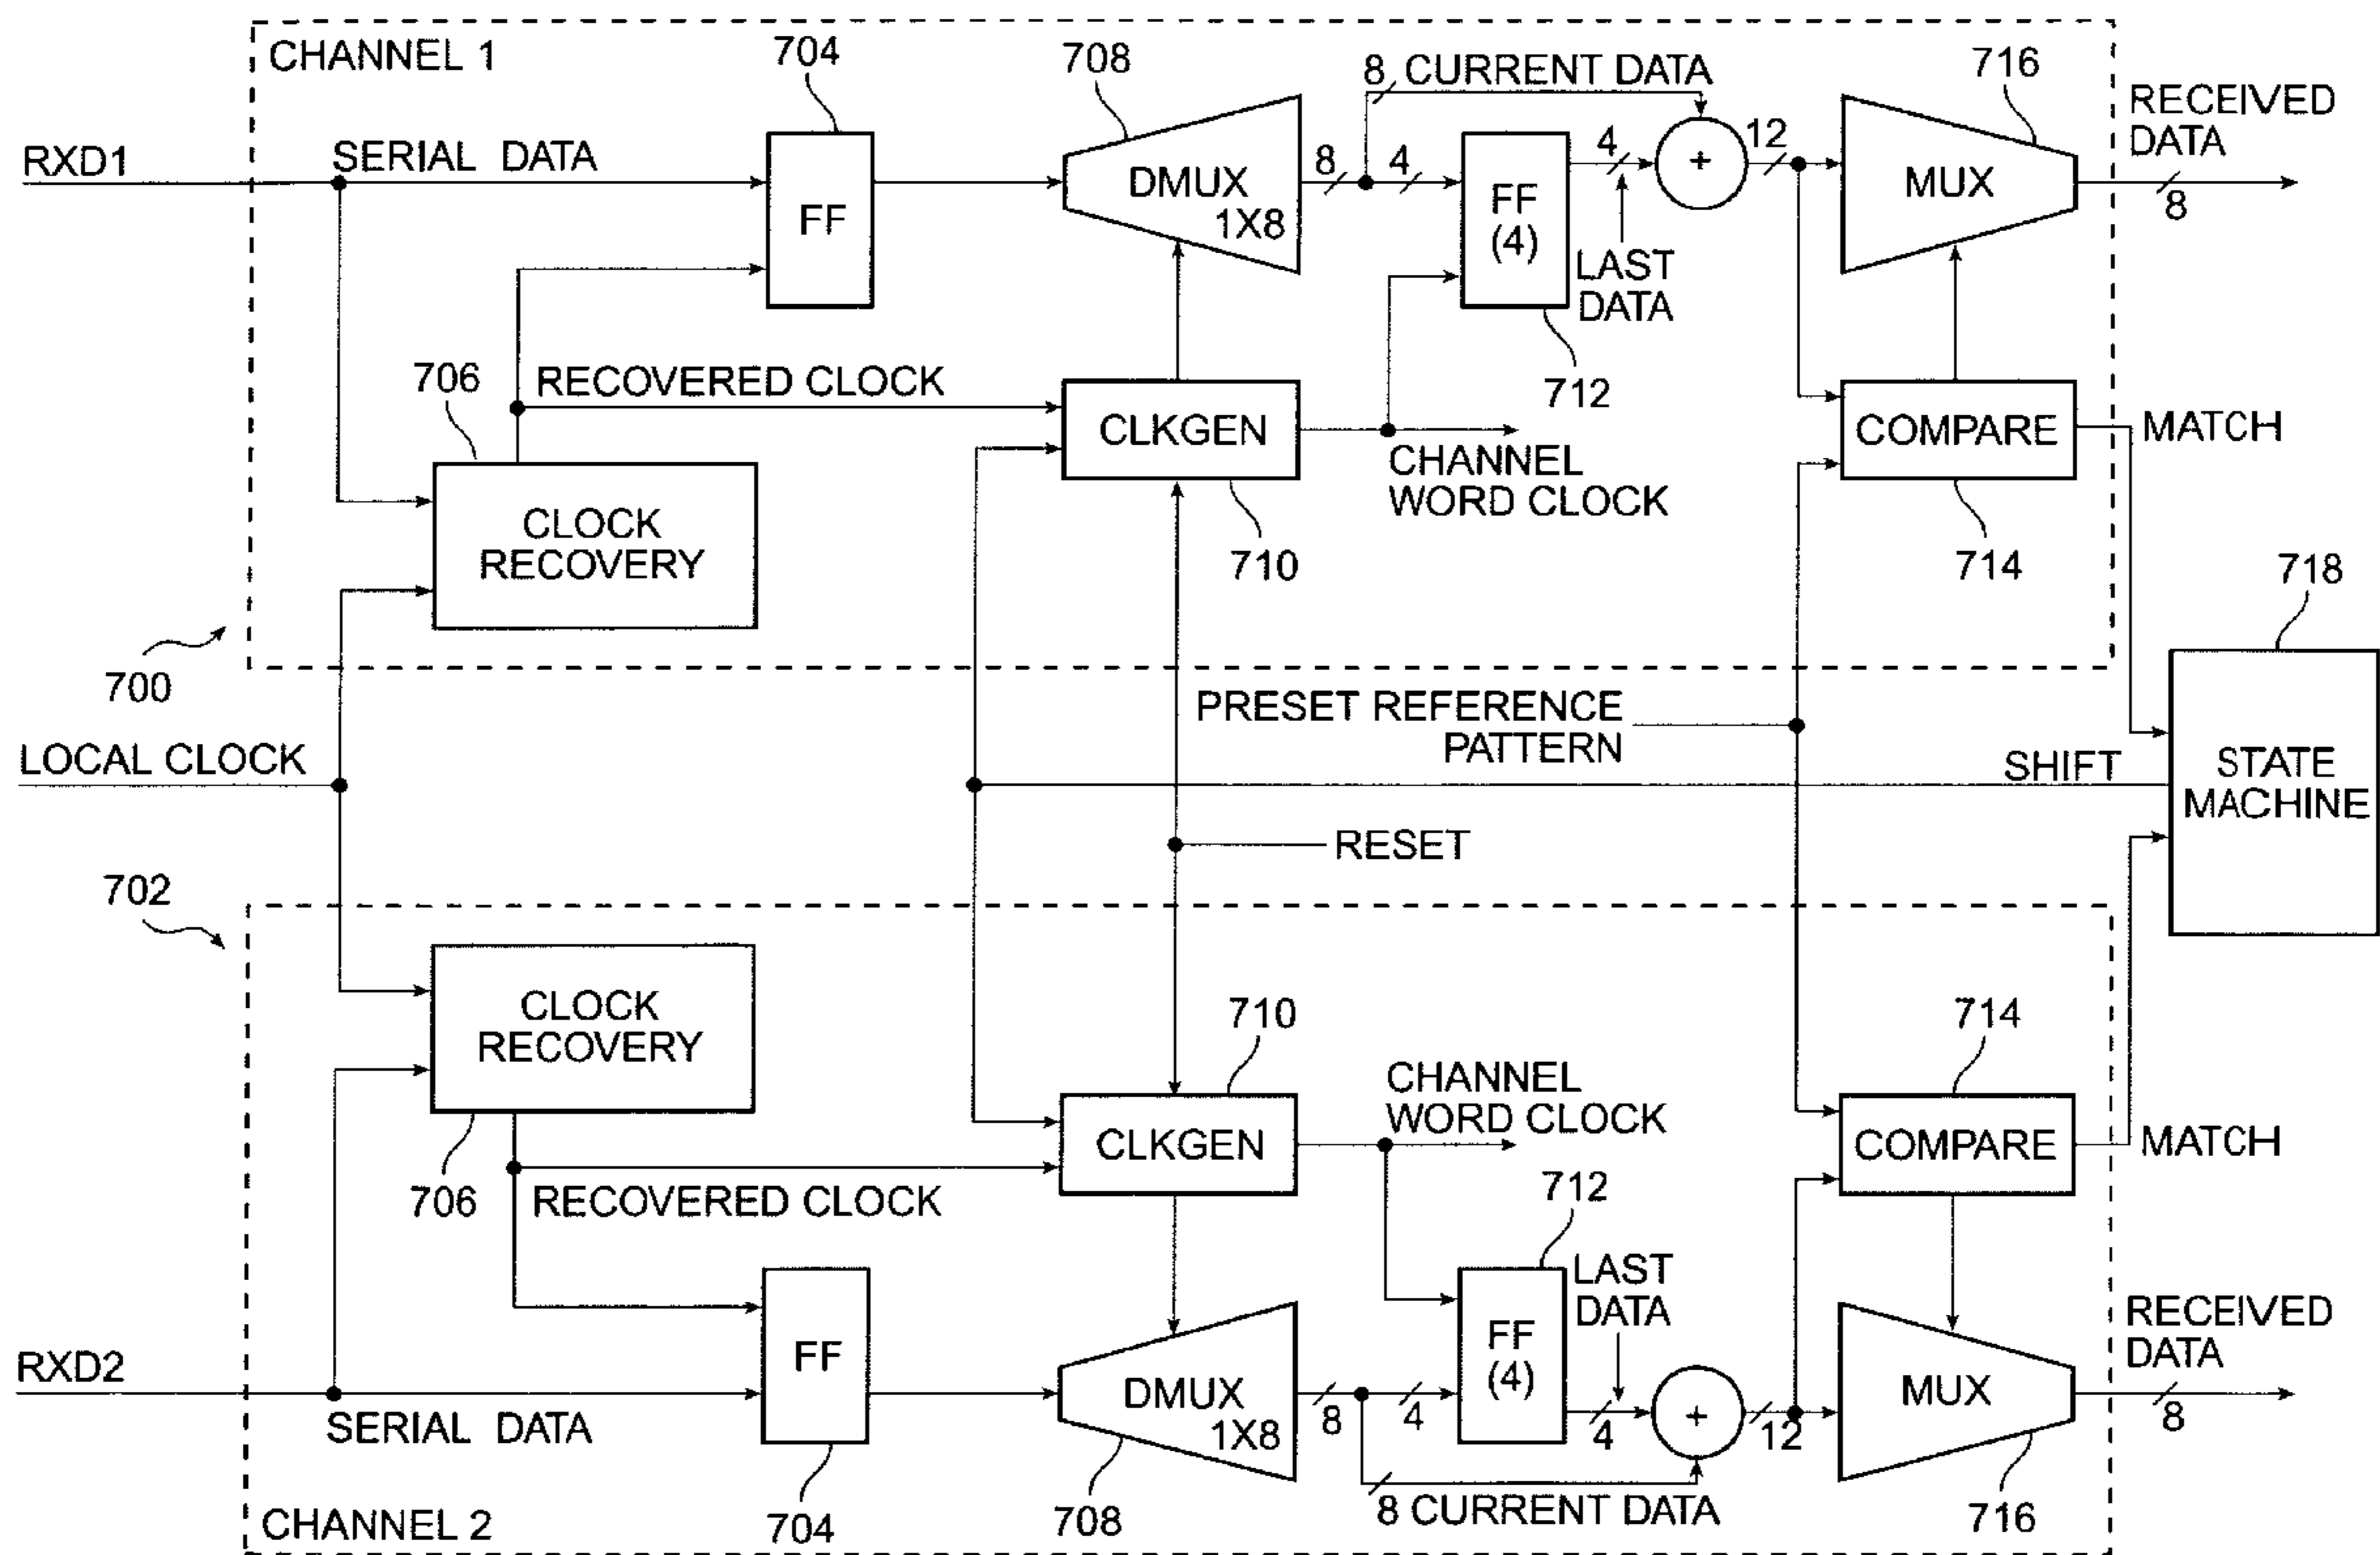 CHANNEL 1
704
708
8 CURRENT DATA
716
RECEIVED
DATA
RXD1
SERIAL DATA
FF
DMUX
1X8
8
4
FF
(4)
4
+
12
MUX
8
LAST
DATA
706
RECOVERED CLOCK
712
CLKGEN
COMPARE
MATCH
CHANNEL
WORD CLOCK
CLOCK
RECOVERY
710
714
718
700
PRESET REFERENCE
PATTERN
LOCAL CLOCK
SHIFT
STATE
MACHINE
RESET
702
CLOCK
RECOVERY
710
714
CHANNEL
WORD CLOCK
CLKGEN
COMPARE
MATCH
706
RECOVERED CLOCK
712
LAST
DATA
RECEIVED
DATA
RXD2
SERIAL DATA
FF
DMUX
1X8
8
4
FF
(4)
4
+
12
MUX
8
8 CURRENT DATA
CHANNEL 2
704
708
716